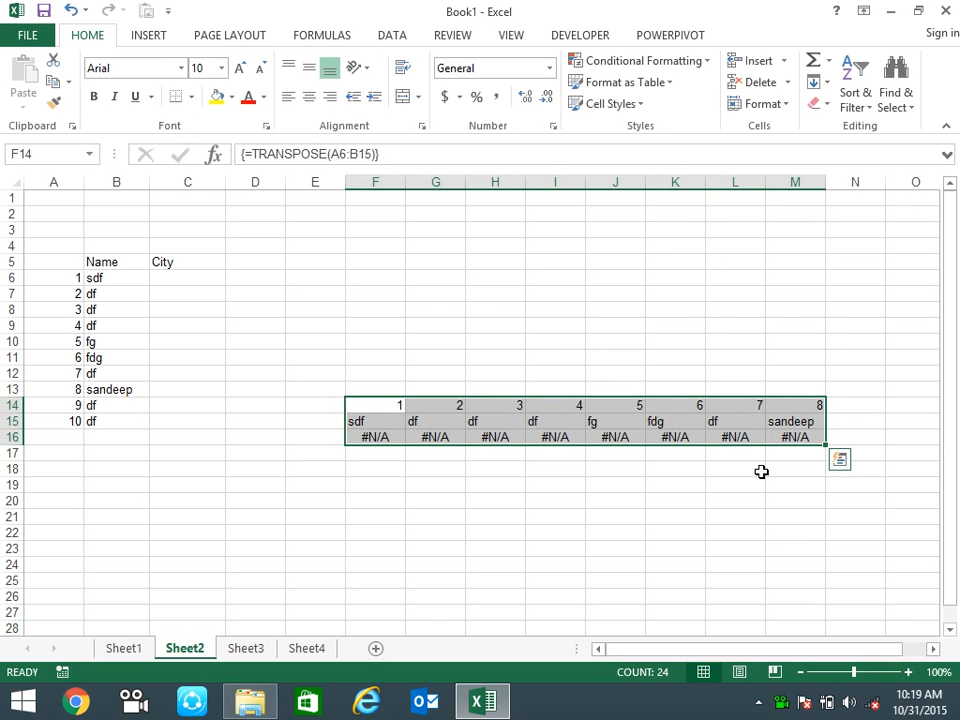 Book1 - Excel
Sign in
FILE HOME INSERT PAGE LAYOUT FORMULAS DATA REVIEW VIEW DEVELOPER POWERPIVOT
Paste
Arial 10
B I U
General
$ % ,
Conditional Formatting
Format as Table
Cell Styles
Insert
Delete
Format
Sort & Filter
Find & Select
Clipboard Font Alignment Number Styles Cells Editing
F14 fx {=TRANSPOSE(A6:B15)}
A B C D E F G H I J K L M N O
1
2
3
4
5 Name City
6 1 sdf
7 2 df
8 3 df
9 4 df
10 5 fg
11 6 fdg
12 7 df
13 8 sandeep
14 9 df 1 2 3 4 5 6 7 8
15 10 df sdf df df df fg fdg df sandeep
16 #N/A #N/A #N/A #N/A #N/A #N/A #N/A #N/A
17
18
19
20
21
22
23
24
25
26
27
28
Sheet1 Sheet2 Sheet3 Sheet4
READY COUNT: 24 100%
10:19 AM
10/31/2015